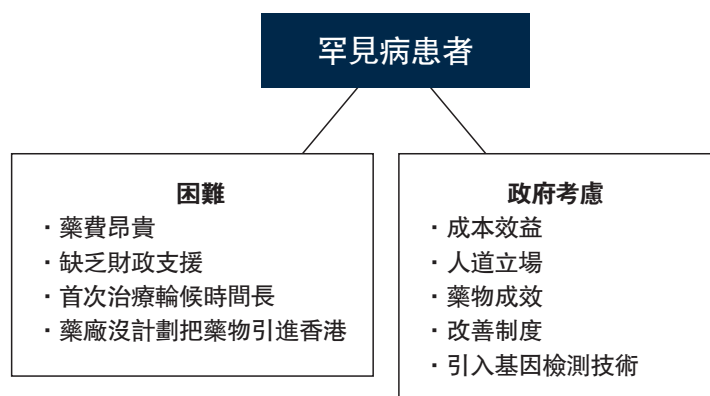 罕見病患者
困難
・藥費昂貴
・缺乏財政支援
・首次治療輪候時間長
・藥廠沒計劃把藥物引進香港
政府考慮
・成本效益
・人道立場
・藥物成效
・改善制度
・引入基因檢測技術